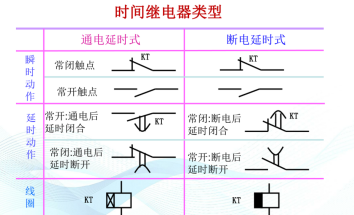 时间继电器类型
通电延时式
断电延时式
瞬时动作
常闭触点
KT
KT
常开触点
延时动作
常开:通电后
延时闭合
KT
常闭:断电后
延时闭合
KT
常闭:通电后
延时断开
常开:断电后
延时断开
线圈
KT
KT